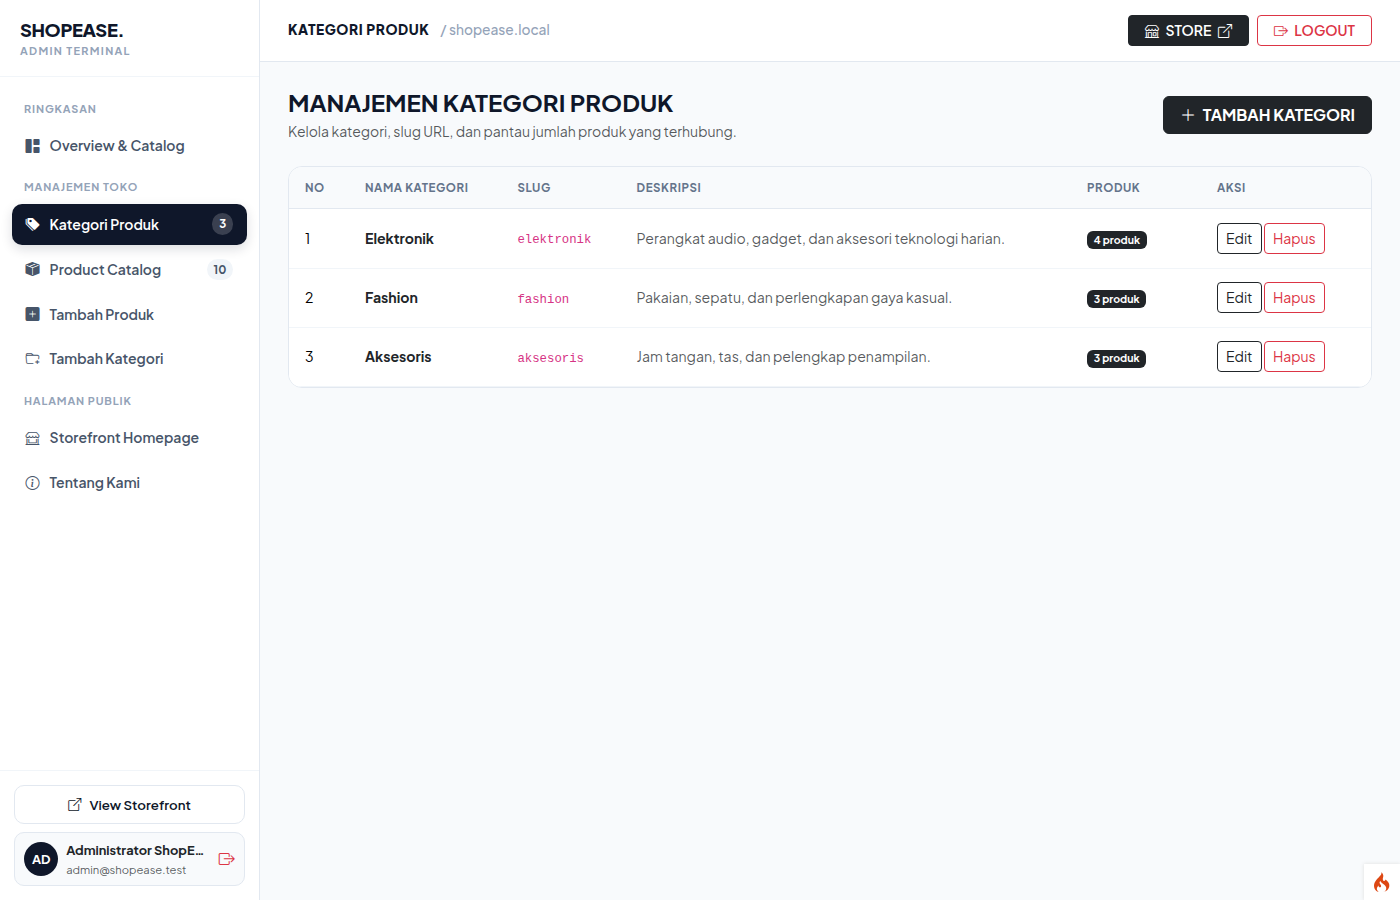 SHOPEASE.
ADMIN TERMINAL
RINGKASAN
Overview & Catalog
MANAJEMEN TOKO
Kategori Produk 3
Product Catalog 10
Tambah Produk
Tambah Kategori
HALAMAN PUBLIK
Storefront Homepage
Tentang Kami
View Storefront
AD
Administrator ShopE...
admin@shopease.test
KATEGORI PRODUK / shopease.local
STORE
LOGOUT
MANAJEMEN KATEGORI PRODUK
Kelola kategori, slug URL, dan pantau jumlah produk yang terhubung.
+ TAMBAH KATEGORI
NO NAMA KATEGORI SLUG DESKRIPSI PRODUK AKSI
1 Elektronik elektronik Perangkat audio, gadget, dan aksesori teknologi harian. 4 produk Edit Hapus
2 Fashion fashion Pakaian, sepatu, dan perlengkapan gaya kasual. 3 produk Edit Hapus
3 Aksesoris aksesoris Jam tangan, tas, dan pelengkap penampilan. 3 produk Edit Hapus